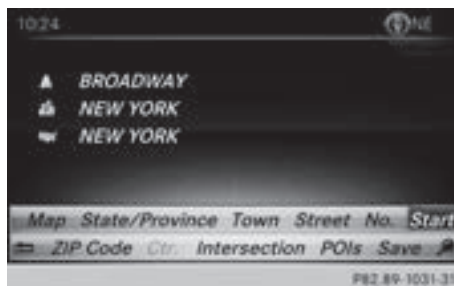 10:24 NE
BROADWAY
NEW YORK
NEW YORK
Map State/Province Town Street No. Start
ZIP Code Ctr. Intersection POIs Save
P82.89-1031-31